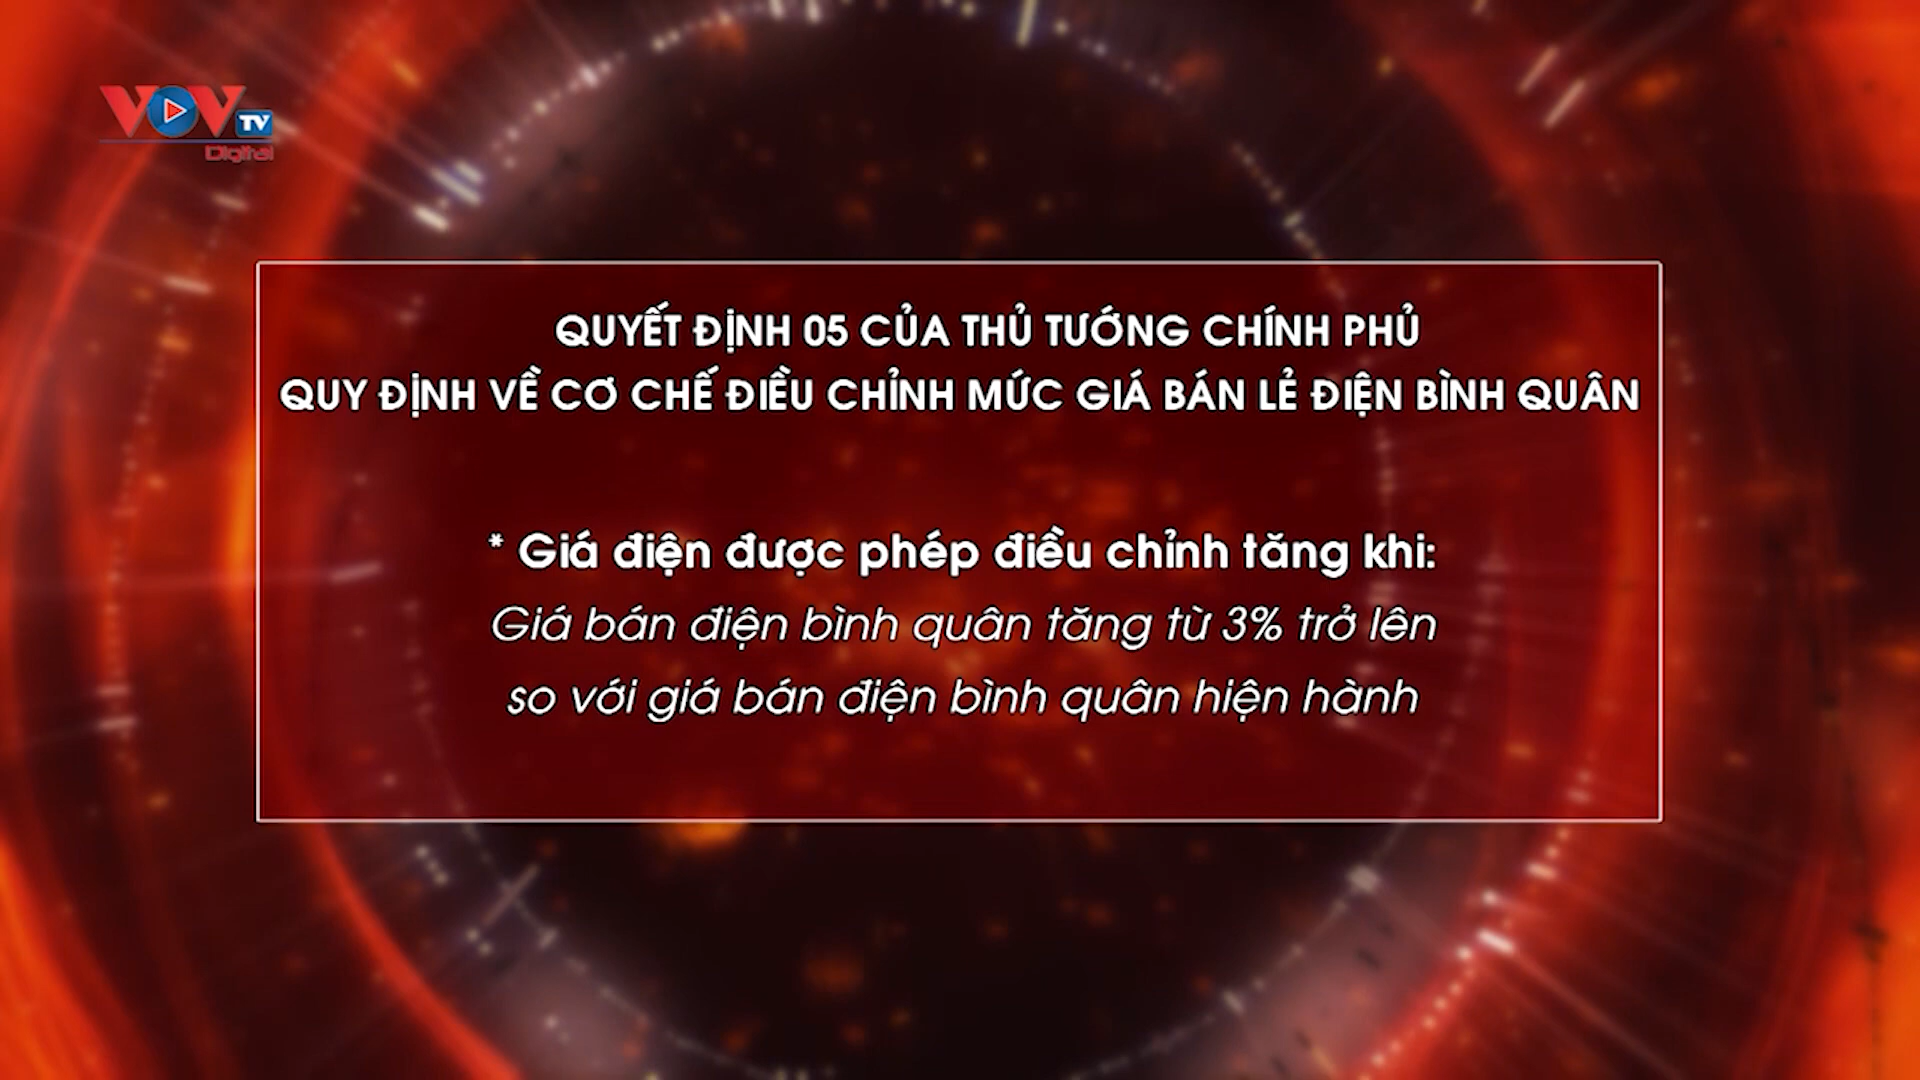 VOV TV
Digital
QUYẾT ĐỊNH 05 CỦA THỦ TƯỚNG CHÍNH PHỦ
QUY ĐỊNH VỀ CƠ CHẾ ĐIỀU CHỈNH MỨC GIÁ BÁN LẺ ĐIỆN BÌNH QUÂN
* Giá điện được phép điều chỉnh tăng khi:
Giá bán điện bình quân tăng từ 3% trở lên
so với giá bán điện bình quân hiện hành